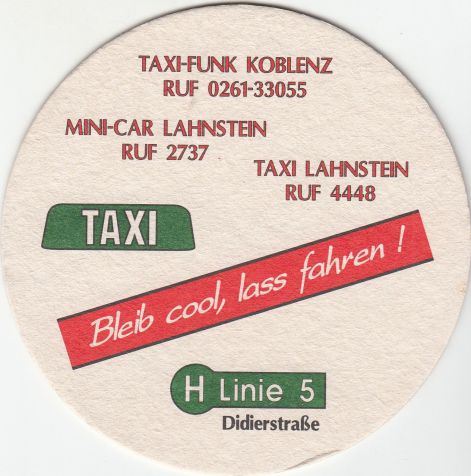 TAXI-FUNK KOBLENZ
RUF 0261-33055
MINI-CAR LAHNSTEIN
RUF 2737
TAXI LAHNSTEIN
RUF 4448
TAXI
Bleib cool, lass fahren !
H Linie 5
Didierstraße